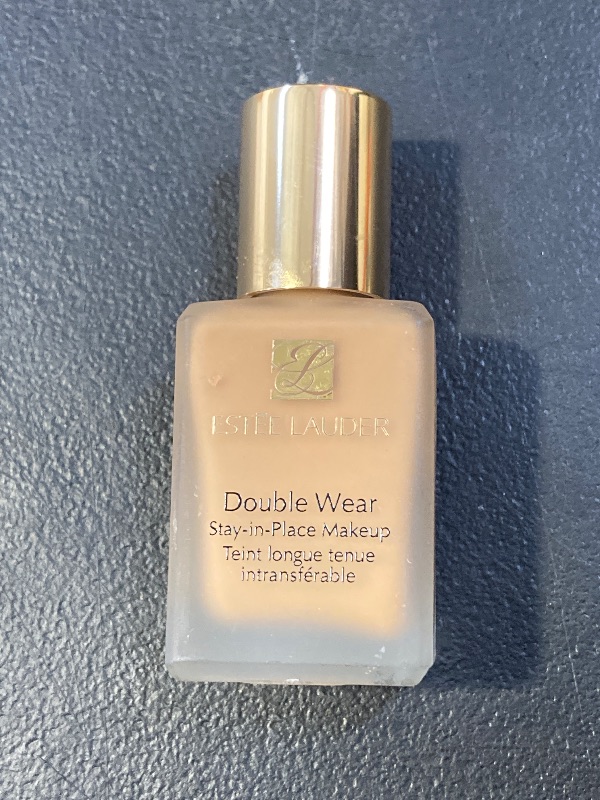 ESTĒE LAUDER
Double Wear
Stay-in-Place Makeup
Teint longue tenue
intransférable